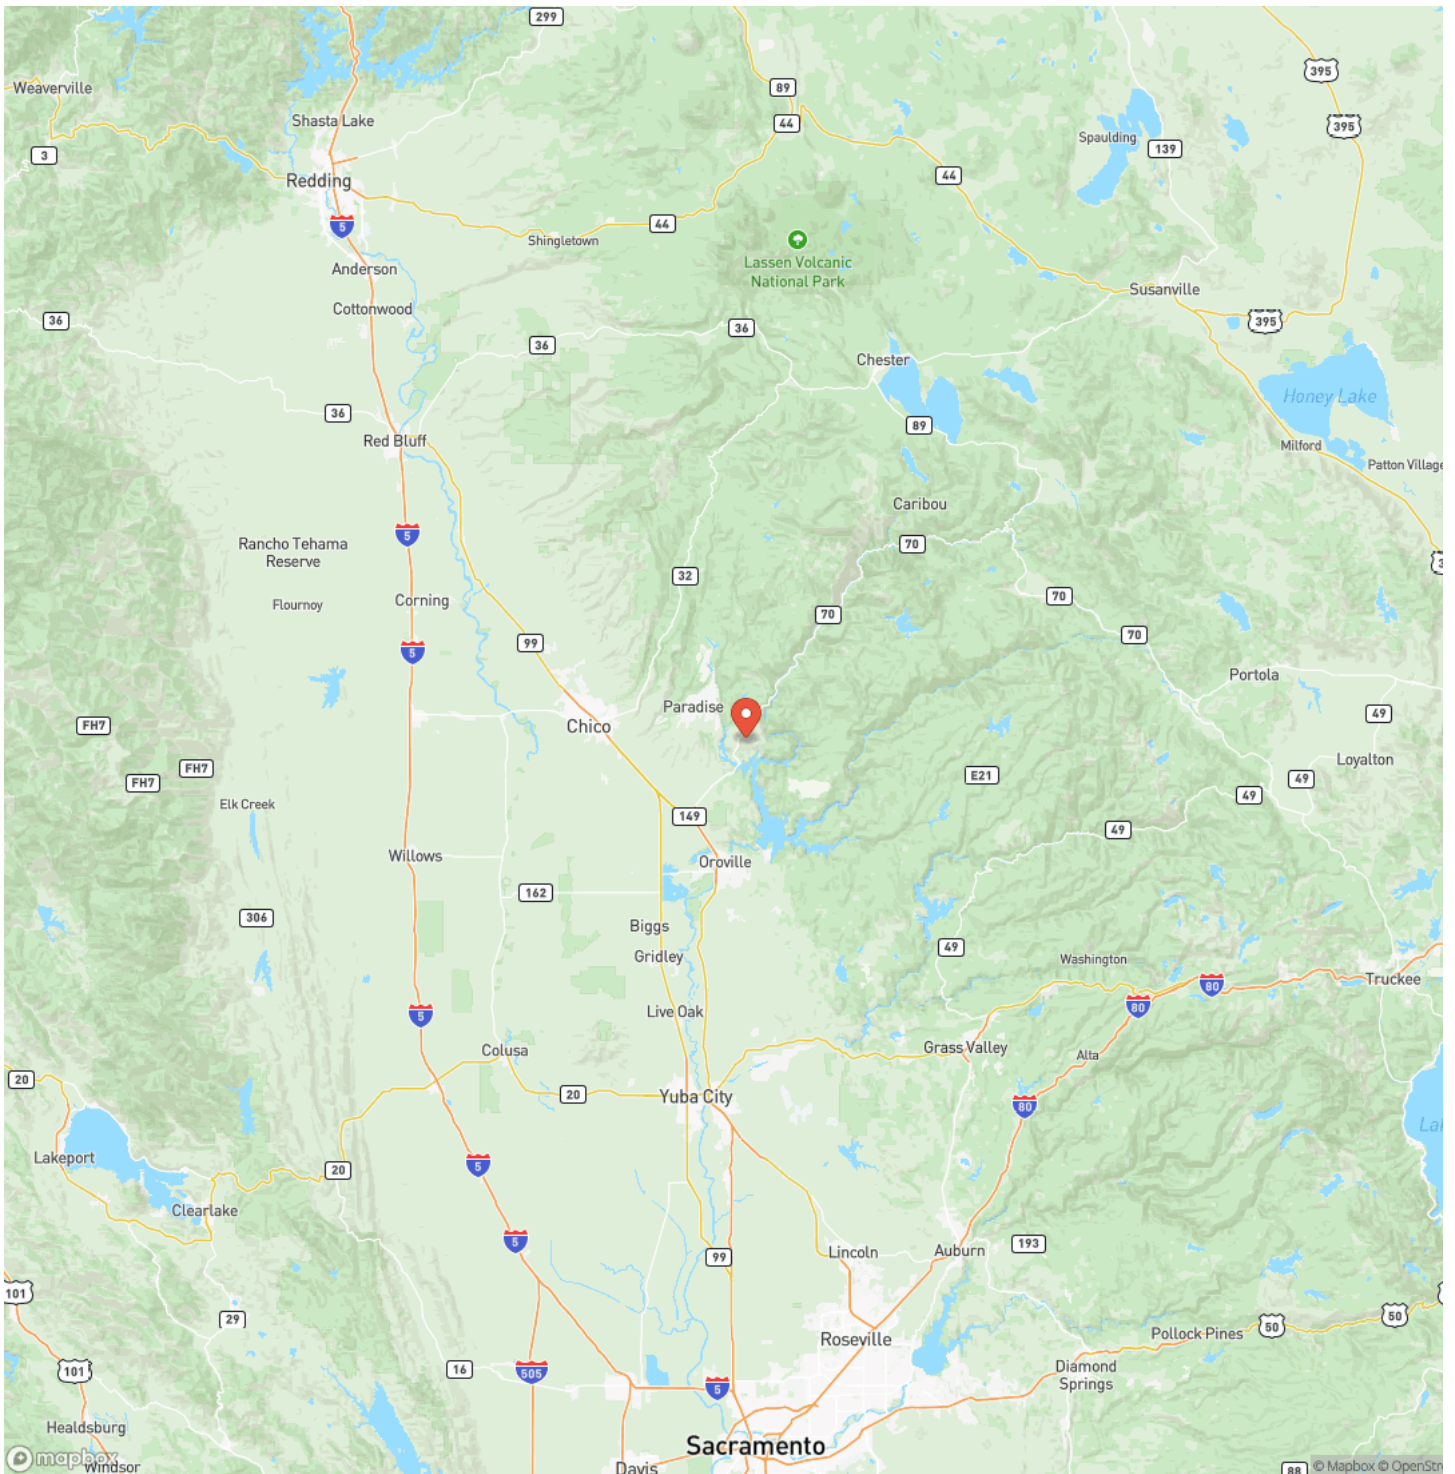 299
Weaverville
89
395
Shasta Lake
44
395
Spaulding
139
3
Redding
44
5
44
Shingletown
Lassen Volcanic
National Park
Anderson
Susanville
Cottonwood
36
36
395
36
Chester
Honey Lake
36
89
Red Bluff
Milford
Patton Village
Caribou
5
Rancho Tehama
Reserve
70
32
70
Flournoy
Corning
70
99
70
5
Portola
Paradise
49
FH7
Chico
Loyalton
FH7
FH7
E21
49
Elk Creek
49
149
49
Willows
Oroville
162
306
Biggs
49
Gridley
Washington
Truckee
80
80
Live Oak
5
Grass Valley
Colusa
Alta
20
20
Yuba City
80
Lakeport
5
20
Clearlake
5
193
Lincoln
Auburn
99
101
29
50
50
Pollock Pines
Roseville
101
16
505
Diamond
Springs
5
Healdsburg
Sacramento
mapbox
Windsor
Davis
88
© Mapbox © OpenStre